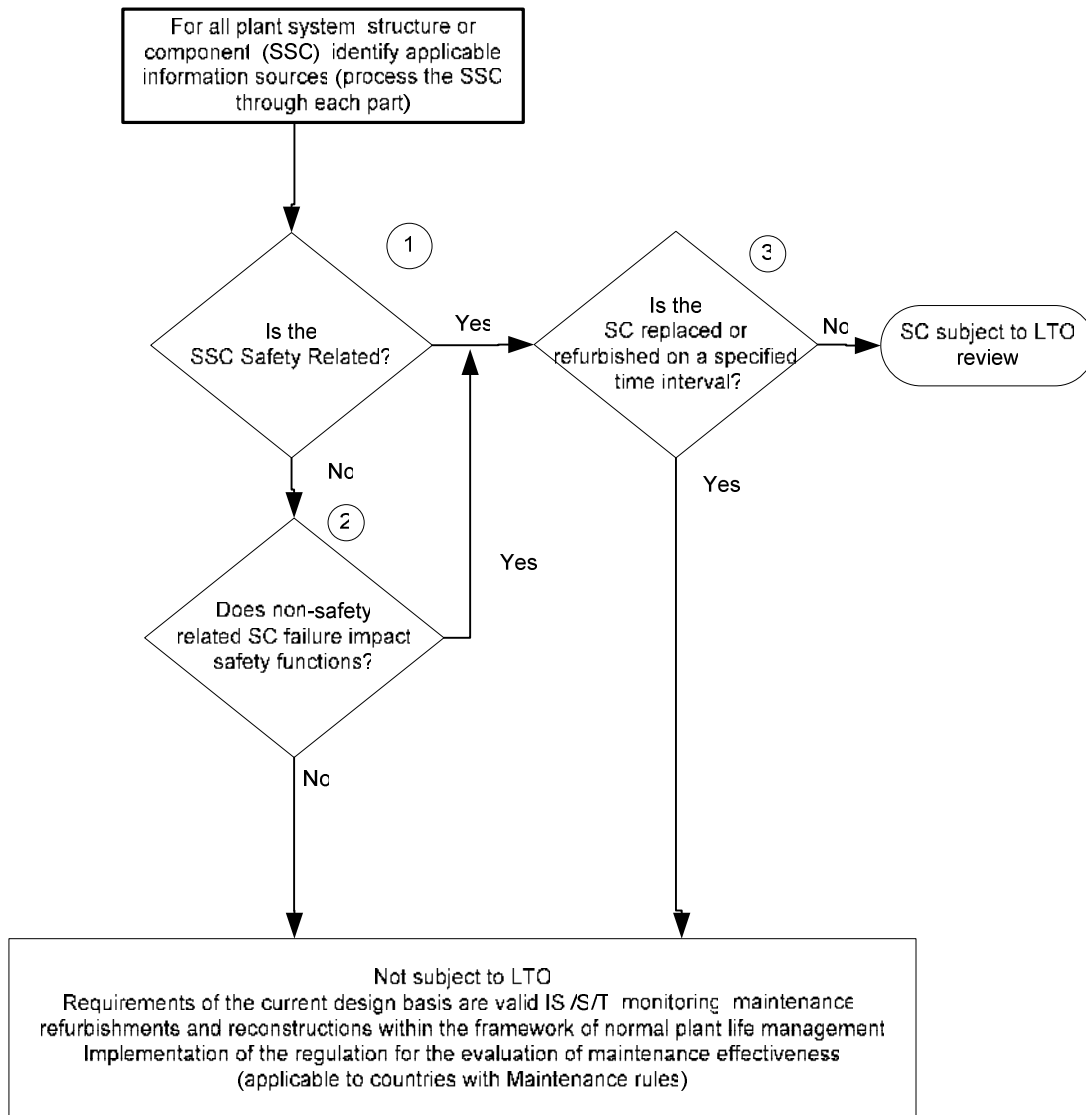 For all plant system structure or
component (SSC) identify applicable
information sources (process the SSC
through each part)
1
Is the
SSC Safety Related?
Yes
No
2
Does non-safety
related SC failure impact
safety functions?
Yes
No
3
Is the
SC replaced or
refurbished on a specified
time interval?
No
SC subject to LTO
review
Yes
Not subject to LTO
Requirements of the current design basis are valid IS /S/T monitoring maintenance
refurbishments and reconstructions within the framework of normal plant life management
Implementation of the regulation for the evaluation of maintenance effectiveness
(applicable to countries with Maintenance rules)